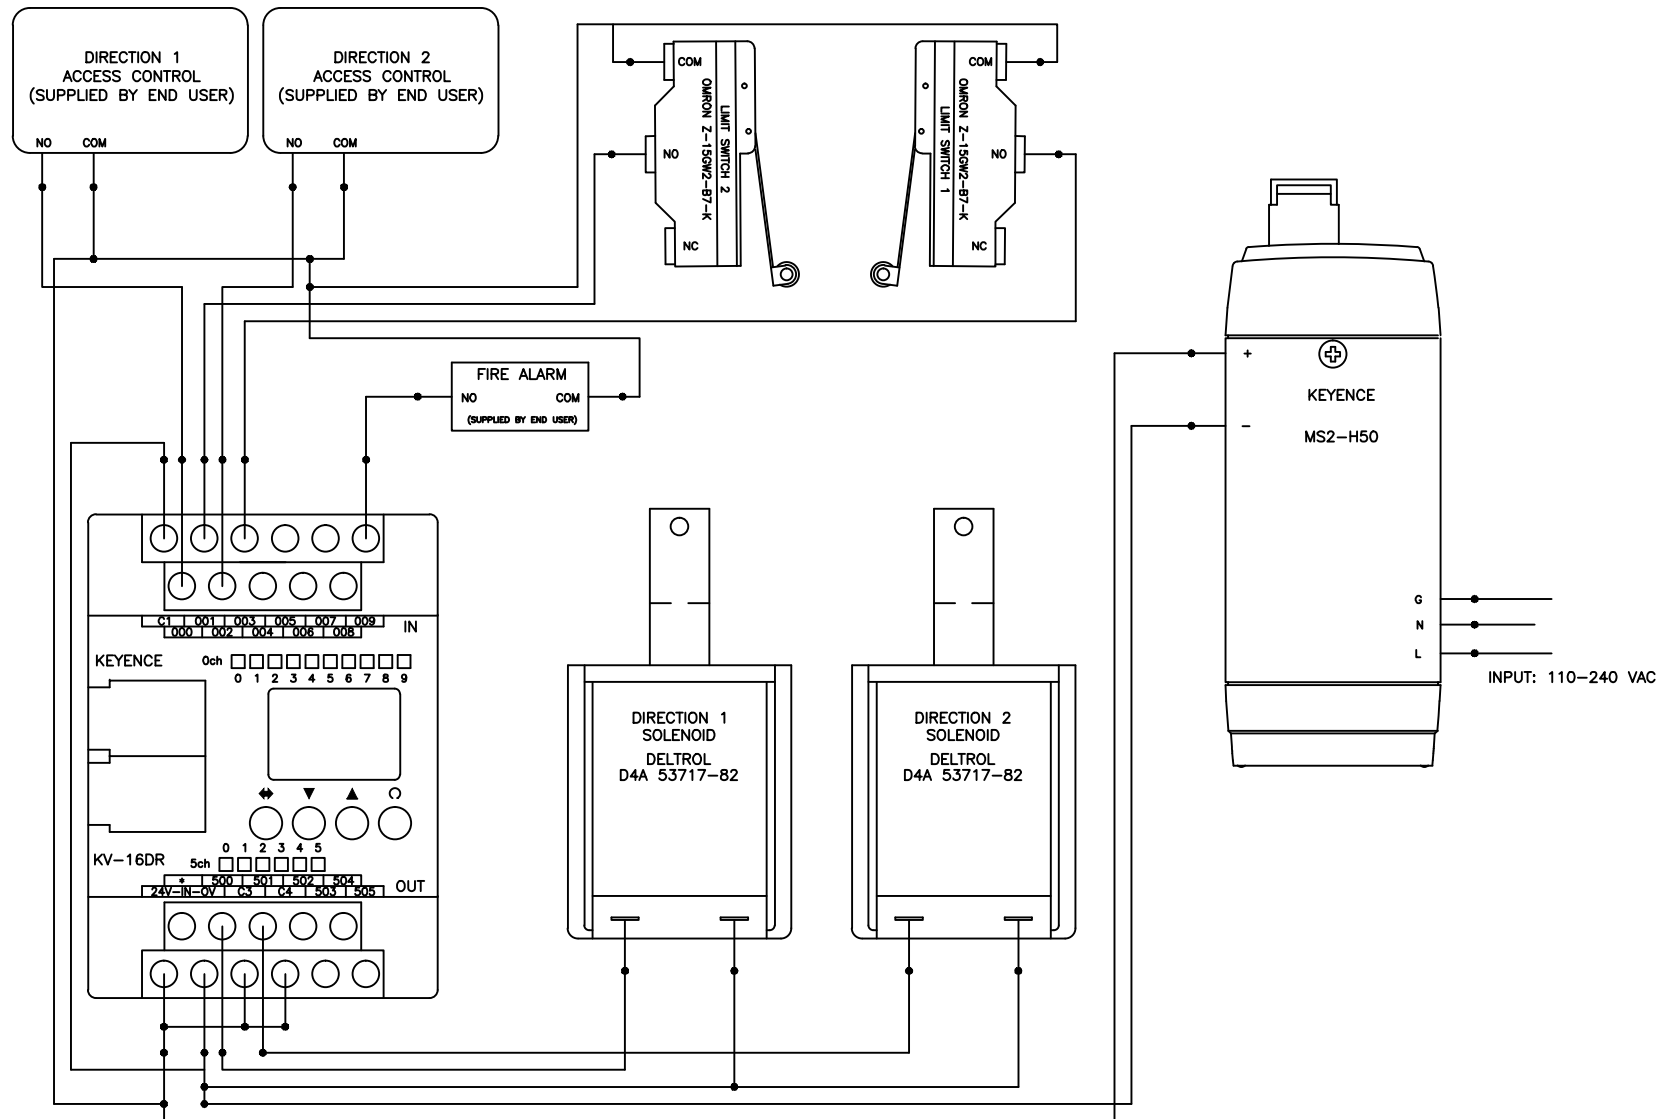 DIRECTION 1
ACCESS CONTROL
(SUPPLIED BY END USER)
NO COM
DIRECTION 2
ACCESS CONTROL
(SUPPLIED BY END USER)
NO COM
COM
NO
NC
OMRON Z-15GW2-B7-K
LIMIT SWITCH 2
COM
NO
NC
OMRON Z-15GW2-B7-K
LIMIT SWITCH 1
FIRE ALARM
NO COM
(SUPPLIED BY END USER)
+
KEYENCE
-
MS2-H50
G
N
L
INPUT: 110-240 VAC
C1 001 003 005 007 009
000 002 004 006 008
IN
KEYENCE
0ch
0 1 2 3 4 5 6 7 8 9
0 1 2 3 4 5
KV-16DR
5ch
* 500 501 502 504
24V-IN-0V C3 C4 503 505
OUT
DIRECTION 1
SOLENOID
DELTROL
D4A 53717-82
DIRECTION 2
SOLENOID
DELTROL
D4A 53717-82